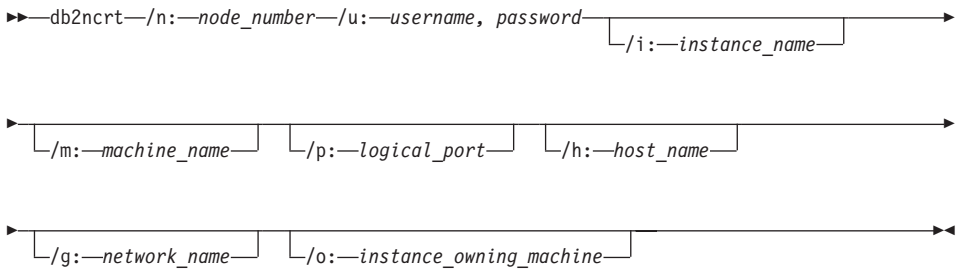 db2ncrt /n: node_number /u: username, password
/i: instance_name
/m: machine_name /p: logical_port /h: host_name
/g: network_name /o: instance_owning_machine